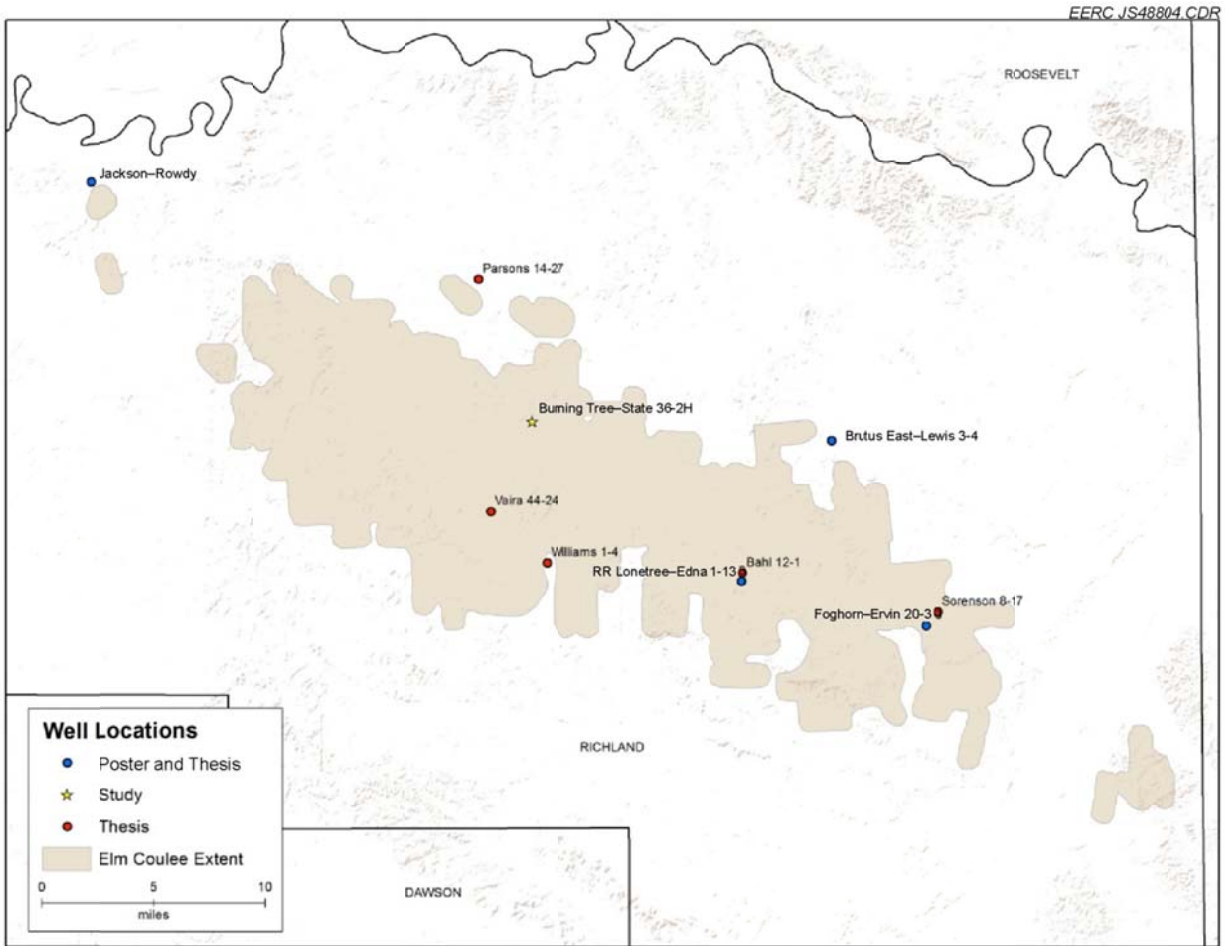 EERC JS48804.CDR
ROOSEVELT
Jackson–Rowdy
Parsons 14-27
Burning Tree–State 36-2H
Brutus East–Lewis 3-4
Vaira 44-24
Williams 1-4
Bahl 12-1
RR Lonetree–Edna 1-13
Sorenson 8-17
Foghorn–Ervin 20-3
RICHLAND
Well Locations
Poster and Thesis
Study
Thesis
Elm Coulee Extent
0 5 10
miles
DAWSON